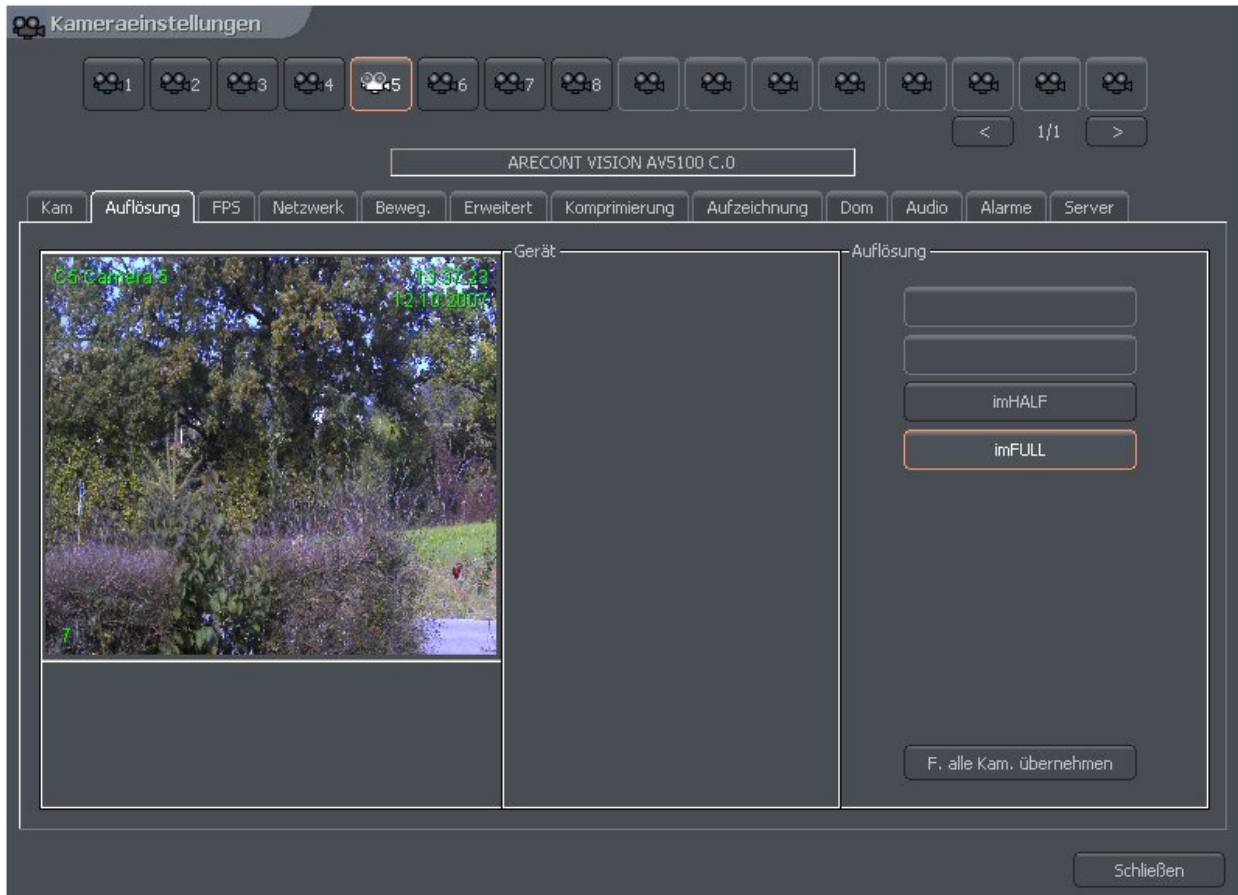 Kameraeinstellungen
1 2 3 4 5 6 7 8
< 1/1 >
ARECONT VISION AV5100 C.0
Kam Auflösung FPS Netzwerk Beweg. Erweitert Komprimierung Aufzeichnung Dom Audio Alarme Server
C5 Camera 5
13:37:23
12.10.2007
7
Gerät
Auflösung
imHALF
imFULL
F. alle Kam. übernehmen
Schließen